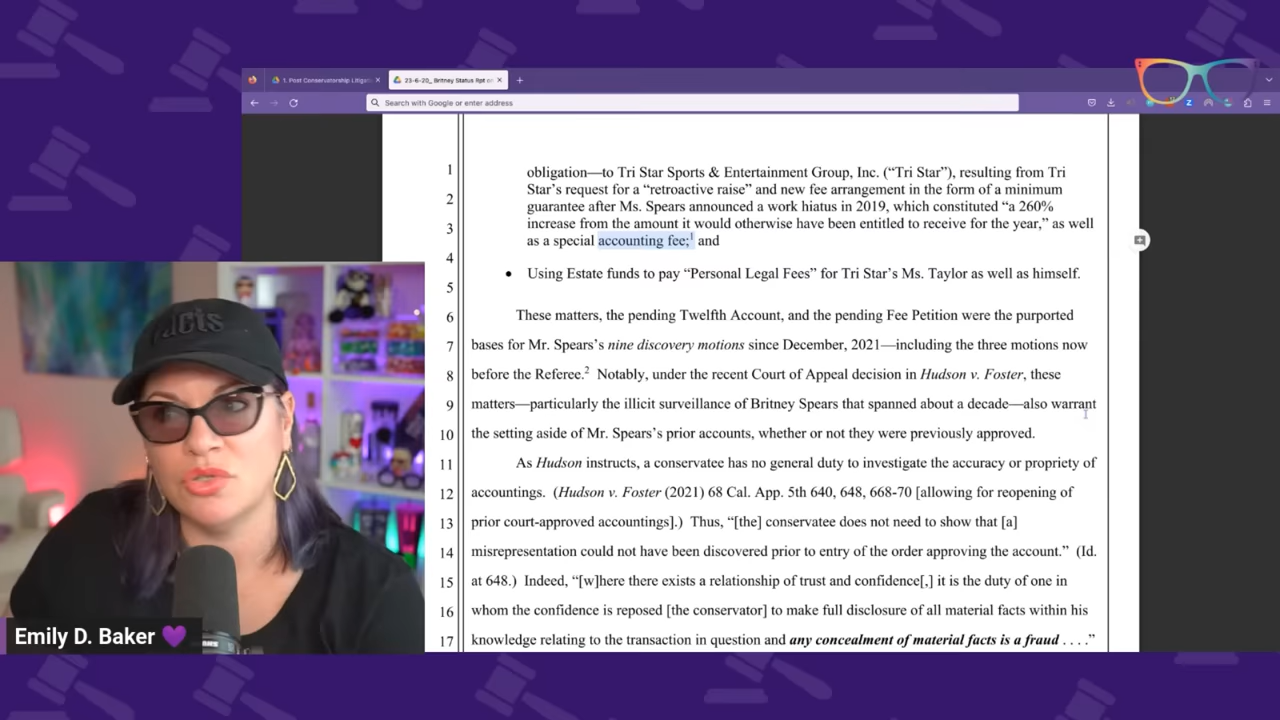 1. Post Conservatorship Litiga
23-6-20_ Britney Status Rpt on
Search with Google or enter address
1 obligation—to Tri Star Sports & Entertainment Group, Inc. (“Tri Star”), resulting from Tri
2 Star’s request for a “retroactive raise” and new fee arrangement in the form of a minimum
guarantee after Ms. Spears announced a work hiatus in 2019, which constituted “a 260%
3 increase from the amount it would otherwise have been entitled to receive for the year,” as well
as a special accounting fee;1 and
4
• Using Estate funds to pay “Personal Legal Fees” for Tri Star’s Ms. Taylor as well as himself.
5
6 These matters, the pending Twelfth Account, and the pending Fee Petition were the purported
7 bases for Mr. Spears’s nine discovery motions since December, 2021—including the three motions now
8 before the Referee.2 Notably, under the recent Court of Appeal decision in Hudson v. Foster, these
9 matters—particularly the illicit surveillance of Britney Spears that spanned about a decade—also warrant
10 the setting aside of Mr. Spears’s prior accounts, whether or not they were previously approved.
11 As Hudson instructs, a conservatee has no general duty to investigate the accuracy or propriety of
12 accountings. (Hudson v. Foster (2021) 68 Cal. App. 5th 640, 648, 668-70 [allowing for reopening of
13 prior court-approved accountings].) Thus, “[the] conservatee does not need to show that [a]
14 misrepresentation could not have been discovered prior to entry of the order approving the account.” (Id.
15 at 648.) Indeed, “[w]here there exists a relationship of trust and confidence[,] it is the duty of one in
16 whom the confidence is reposed [the conservator] to make full disclosure of all material facts within his
17 knowledge relating to the transaction in question and any concealment of material facts is a fraud . . . .”
Emily D. Baker 💜